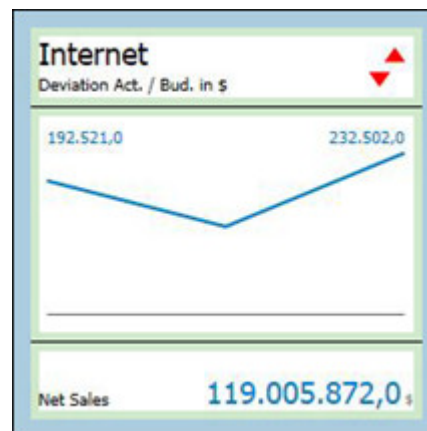 Internet
Deviation Act. / Bud. in $
192.521,0 232.502,0
Net Sales 119.005.872,0 $